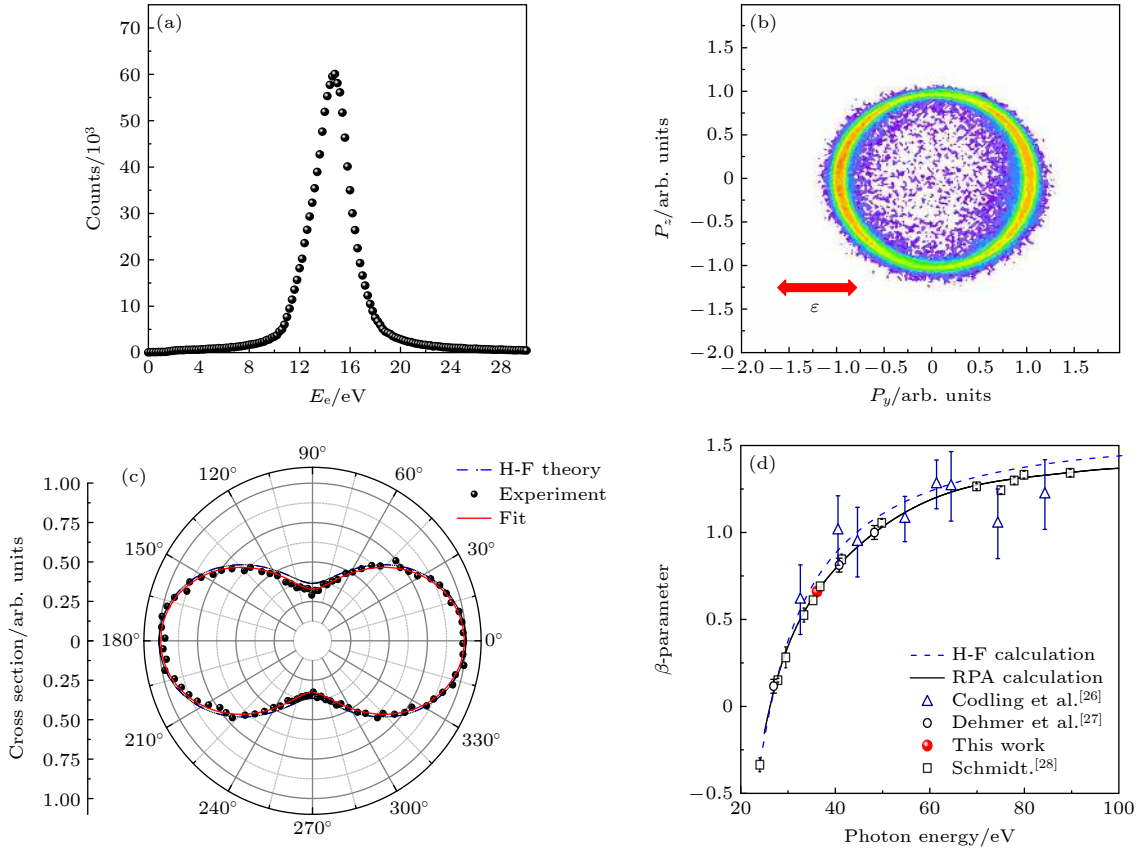 (a)
70
60
50
40
30
20
10
0
Counts/10³
0 4 8 12 16 20 24 28
Eₑ/eV
(b)
1.5
1.0
0.5
0
−0.5
−1.0
−1.5
−2.0
P_z/arb. units
ε
−2.0 −1.5 −1.0 −0.5 0 0.5 1.0 1.5
P_y/arb. units
(c)
H-F theory
Experiment
Fit
1.00
0.75
0.50
0.25
0
0.25
0.50
0.75
1.00
Cross section/arb. units
90°
60°
30°
0°
330°
300°
270°
240°
210°
180°
150°
120°
(d)
1.5
1.0
0.5
0
−0.5
β-parameter
H-F calculation
RPA calculation
Codling et al.[26]
Dehmer et al.[27]
This work
Schmidt.[28]
20 40 60 80 100
Photon energy/eV